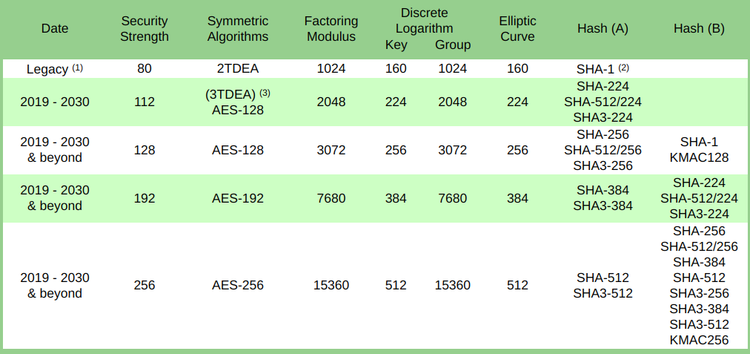 Date Security Strength Symmetric Algorithms Factoring Modulus Discrete Logarithm Key Group Elliptic Curve Hash (A) Hash (B)
Legacy (1) 80 2TDEA 1024 160 1024 160 SHA-1 (2)
2019 - 2030 112 (3TDEA) (3) AES-128 2048 224 2048 224 SHA-224 SHA-512/224 SHA3-224
2019 - 2030 & beyond 128 AES-128 3072 256 3072 256 SHA-256 SHA-512/256 SHA3-256 SHA-1 KMAC128
2019 - 2030 & beyond 192 AES-192 7680 384 7680 384 SHA-384 SHA3-384 SHA-224 SHA-512/224 SHA3-224
2019 - 2030 & beyond 256 AES-256 15360 512 15360 512 SHA-512 SHA3-512 SHA-256 SHA-512/256 SHA-384 SHA-512 SHA3-256 SHA3-384 SHA3-512 KMAC256